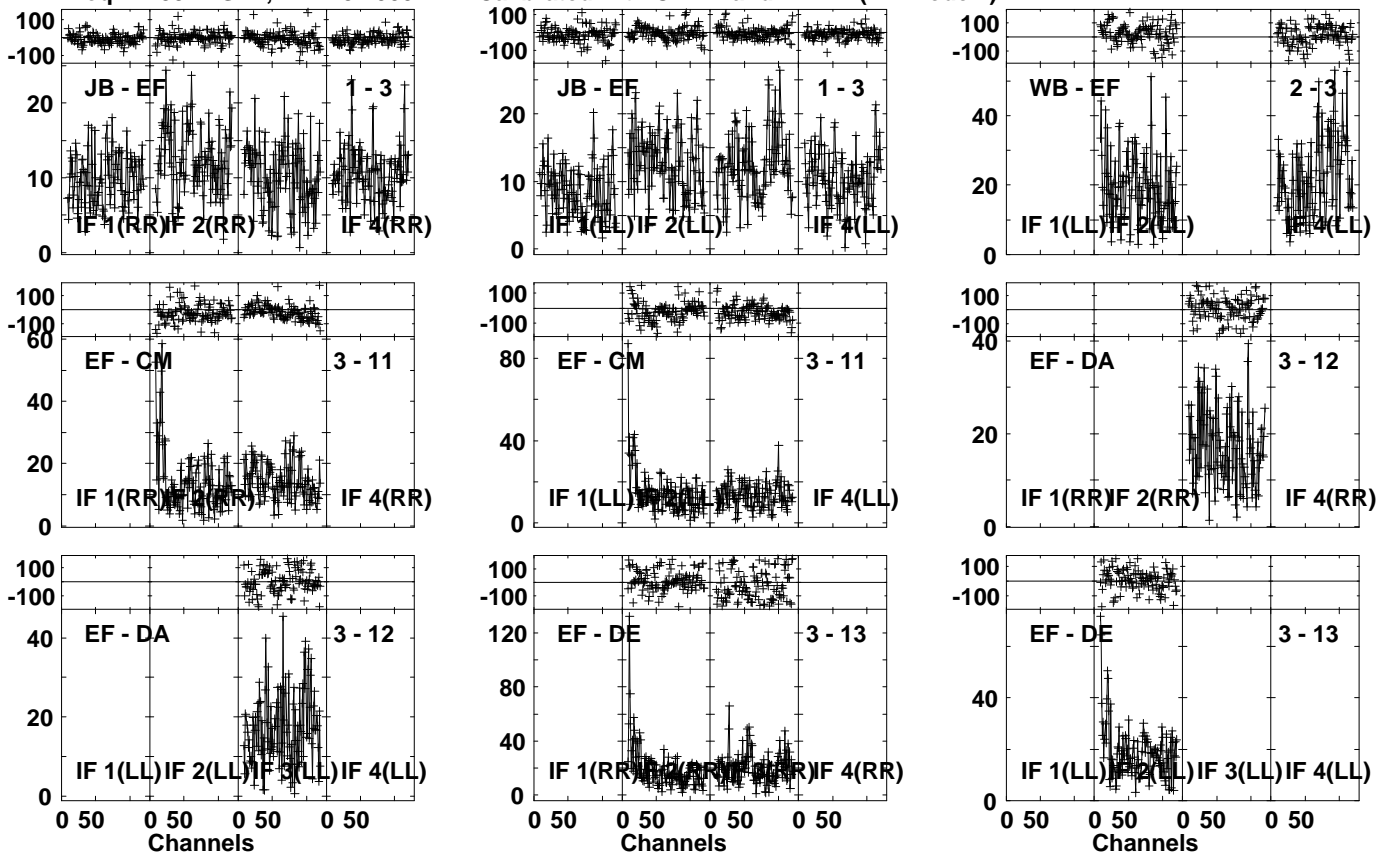 100
-100
JB - EF 1 - 3
20
10
0
IF 1(RR) IF 2(RR) IF 4(RR)
100
-100
JB - EF 1 - 3
20
10
0
IF 1(LL) IF 2(LL) IF 4(LL)
100
-100
WB - EF 2 - 3
40
20
0
IF 1(LL) IF 2(LL) IF 4(LL)
100
-100
60
EF - CM 3 - 11
40
20
0
IF 1(RR) IF 2(RR) IF 4(RR)
100
-100
80
EF - CM 3 - 11
40
0
IF 1(LL) IF 2(LL) IF 4(LL)
100
-100
40
EF - DA 3 - 12
20
0
IF 1(RR) IF 2(RR) IF 4(RR)
100
-100
EF - DA 3 - 12
40
20
0
IF 1(LL) IF 2(LL) IF 3(LL) IF 4(LL)
0 50 0 50 0 50 0 50
Channels
100
-100
120
EF - DE 3 - 13
80
40
0
IF 1(RR) IF 2(RR) IF 3(RR) IF 4(RR)
0 50 0 50 0 50 0 50
Channels
100
-100
EF - DE 3 - 13
40
0
IF 1(LL) IF 2(LL) IF 3(LL) IF 4(LL)
0 50 0 50 0 50 0 50
Channels